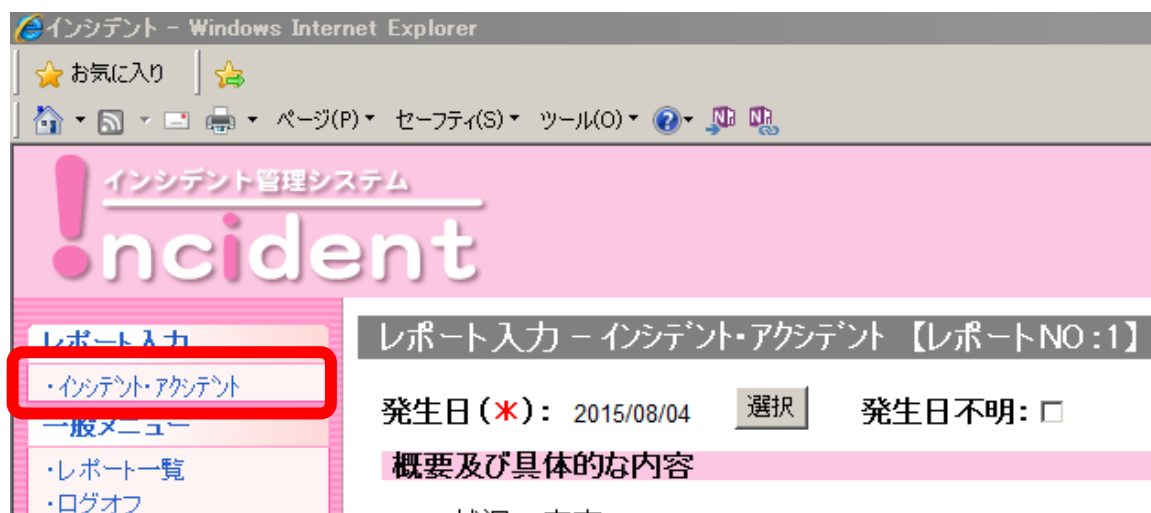 インシデント - Windows Internet Explorer
お気に入り
ページ(P) セーフティ(S) ツール(O)
インシデント管理システム
!ncident
レポート入力
・インシデント・アクシデント
一般メニュー
・レポート一覧
・ログオフ
レポート入力 - インシデント・アクシデント 【レポートNO:1】
発生日(*): 2015/08/04 選択 発生日不明:
概要及び具体的な内容